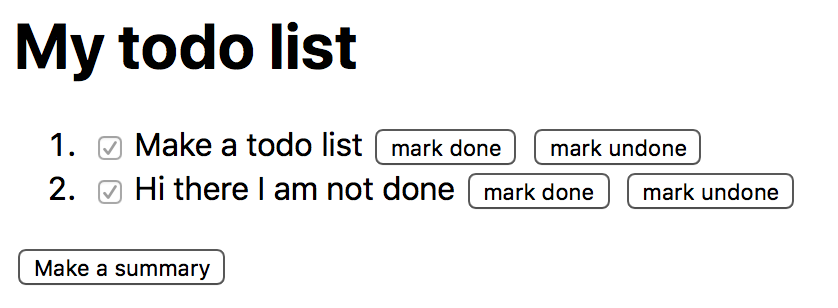 My todo list
1. Make a todo list mark done mark undone
2. Hi there I am not done mark done mark undone
Make a summary